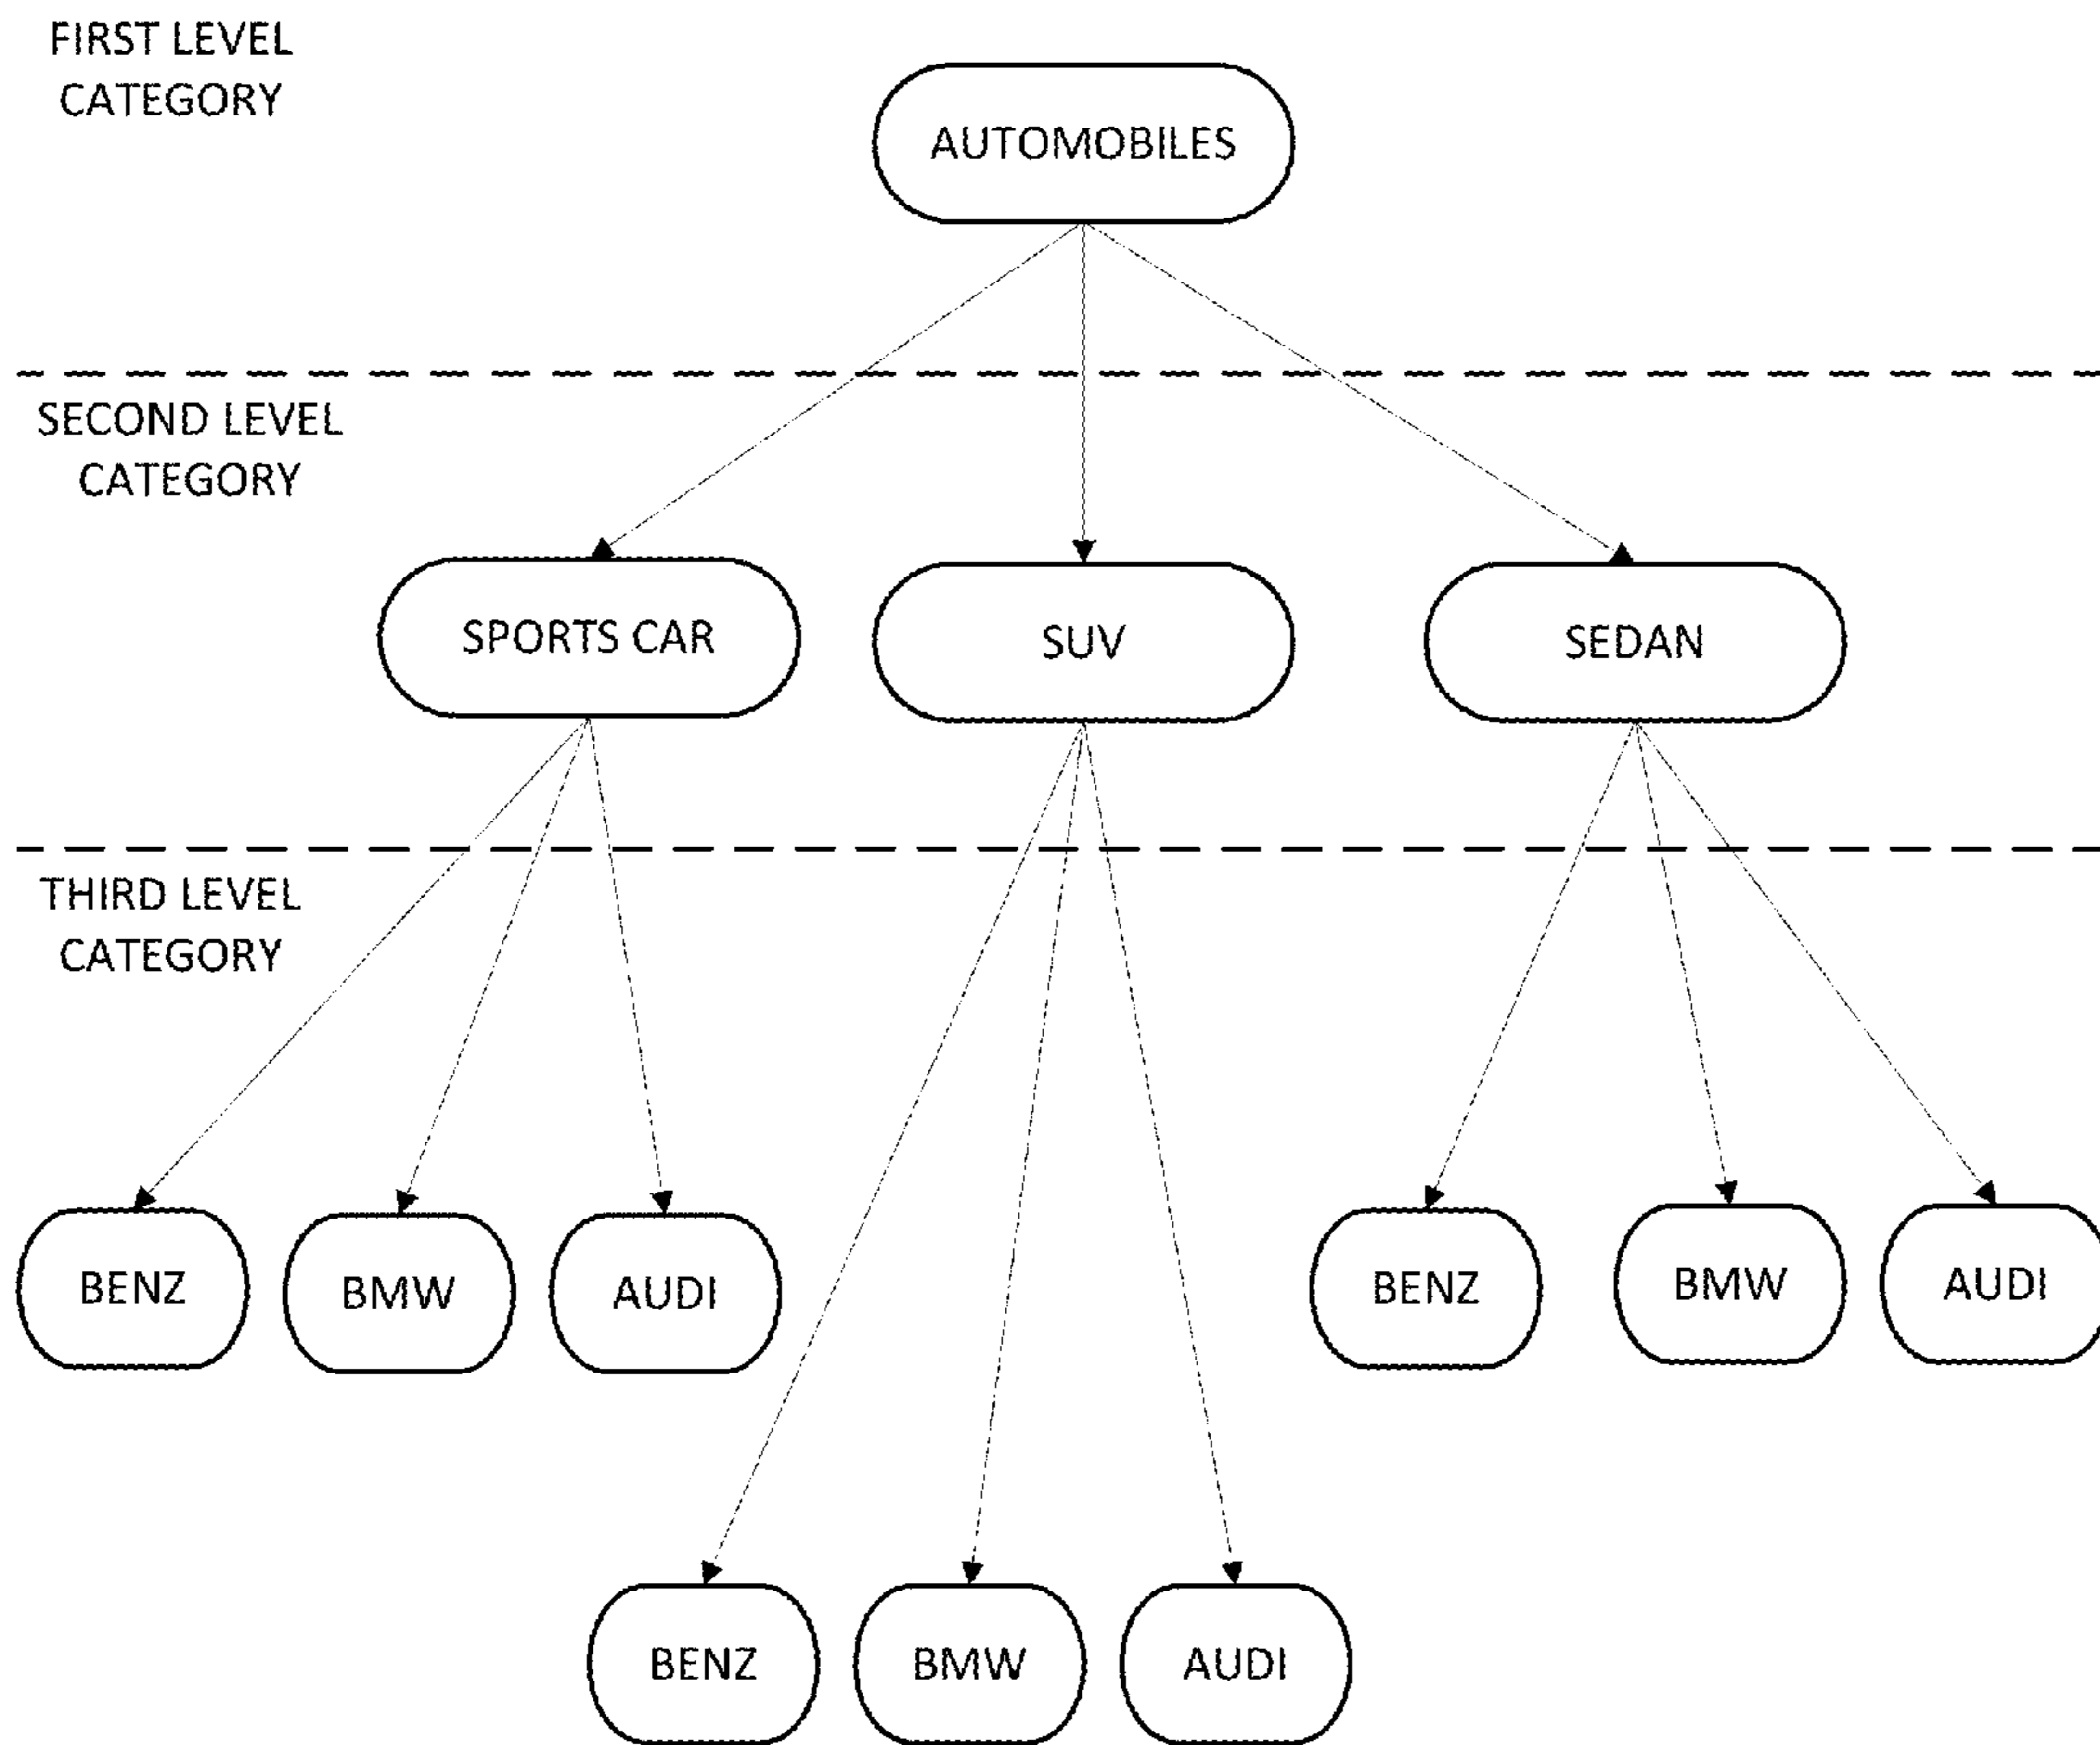 FIRST LEVEL
CATEGORY
AUTOMOBILES
SECOND LEVEL
CATEGORY
SPORTS CAR
SUV
SEDAN
THIRD LEVEL
CATEGORY
BENZ
BMW
AUDI
BENZ
BMW
AUDI
BENZ
BMW
AUDI